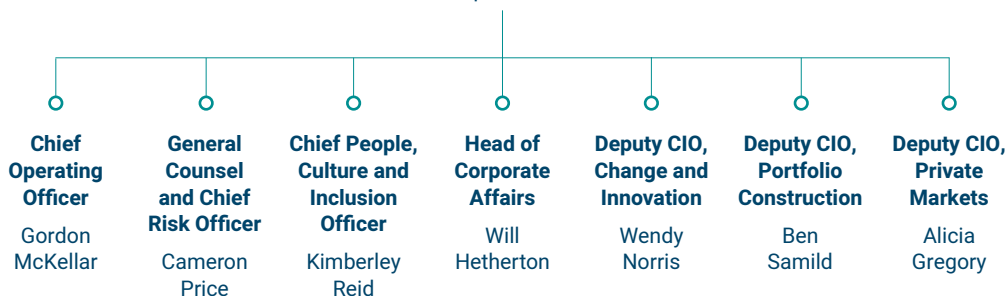 Chief
Operating
Officer
Gordon
McKellar
General
Counsel
and Chief
Risk Officer
Cameron
Price
Chief People,
Culture and
Inclusion
Officer
Kimberley
Reid
Head of
Corporate
Affairs
Will
Hetherton
Deputy CIO,
Change and
Innovation
Wendy
Norris
Deputy CIO,
Portfolio
Construction
Ben
Samild
Deputy CIO,
Private
Markets
Alicia
Gregory